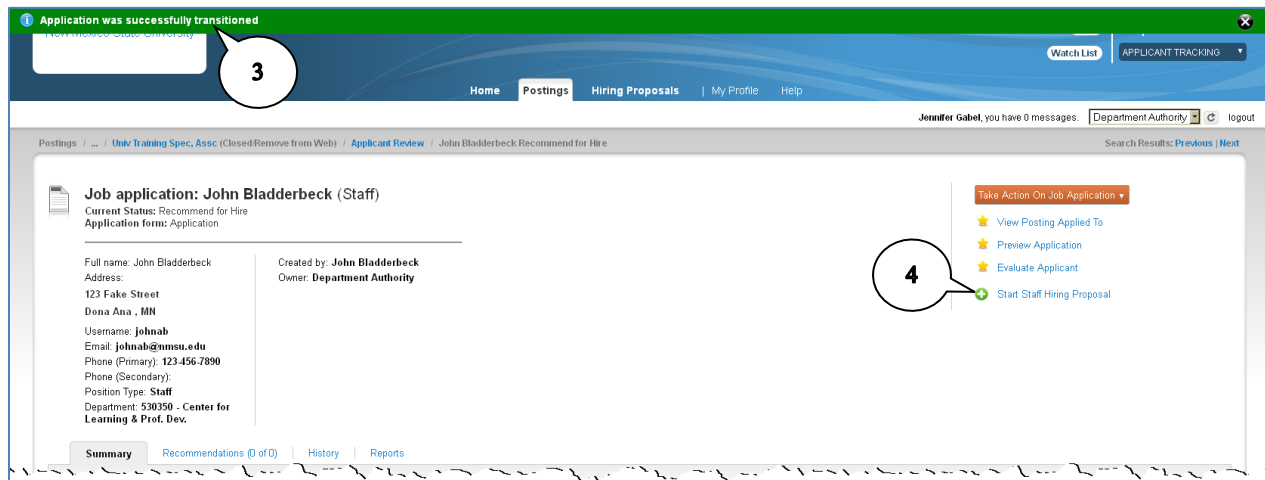 Application was successfully transitioned
New Mexico State University
3
Watch List
APPLICANT TRACKING
Home Postings Hiring Proposals | My Profile Help
Jennifer Gabel, you have 0 messages. Department Authority logout
Postings / ... / Univ Training Spec, Assc (Closed/Remove from Web) / Applicant Review / John Bladderbeck Recommend for Hire
Search Results: Previous | Next
Job application: John Bladderbeck (Staff)
Current Status: Recommend for Hire
Application form: Application
Full name: John Bladderbeck
Address:
123 Fake Street
Dona Ana , MN
Username: johnab
Email: johnab@nmsu.edu
Phone (Primary): 123-456-7890
Phone (Secondary):
Position Type: Staff
Department: 530350 - Center for
Learning & Prof. Dev.
Created by: John Bladderbeck
Owner: Department Authority
Take Action On Job Application
View Posting Applied To
Preview Application
Evaluate Applicant
4
Start Staff Hiring Proposal
Summary Recommendations (0 of 0) History Reports